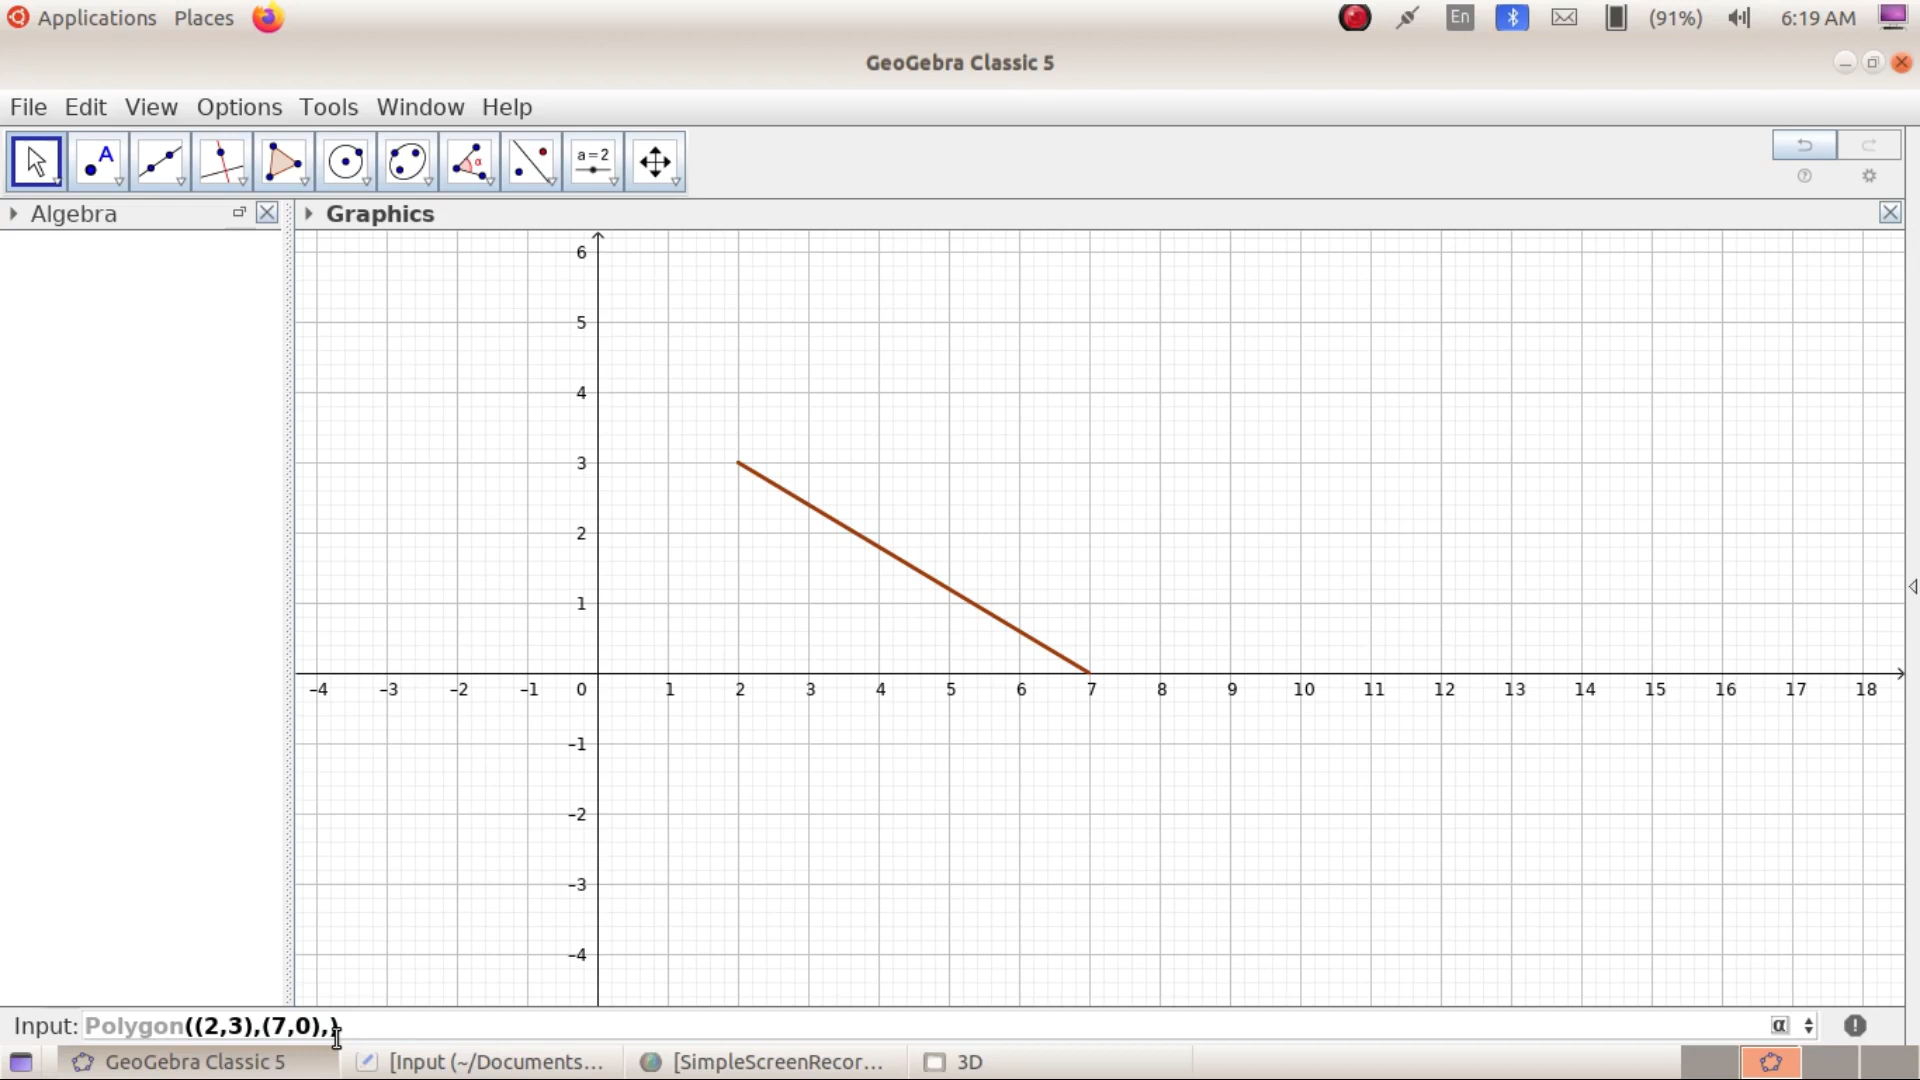 Applications Places En (91%) 6:19 AM
GeoGebra Classic 5
File Edit View Options Tools Window Help
A α a=2
Algebra Graphics
6
5
4
3
2
1
–4 –3 –2 –1 0 1 2 3 4 5 6 7 8 9 10 11 12 13 14 15 16 17 18
–1
–2
–3
–4
Input: Polygon((2,3),(7,0),) α
GeoGebra Classic 5 [Input (~/Documents... [SimpleScreenRecor... 3D